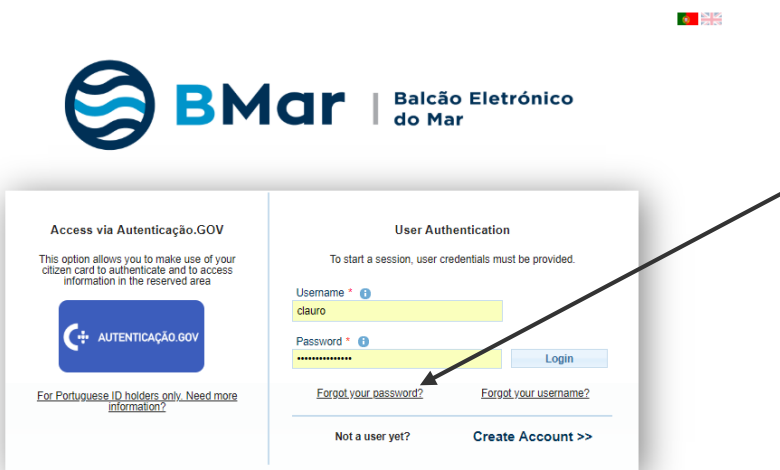 BMar
Balcão Eletrónico
do Mar
Access via Autenticação.GOV
This option allows you to make use of your
citizen card to authenticate and to access
information in the reserved area
AUTENTICAÇÃO.GOV
For Portuguese ID holders only. Need more
information?
User Authentication
To start a session, user credentials must be provided.
Username *
clauro
Password *
•••••••••••••••
Login
Forgot your password?
Forgot your username?
Not a user yet?
Create Account >>